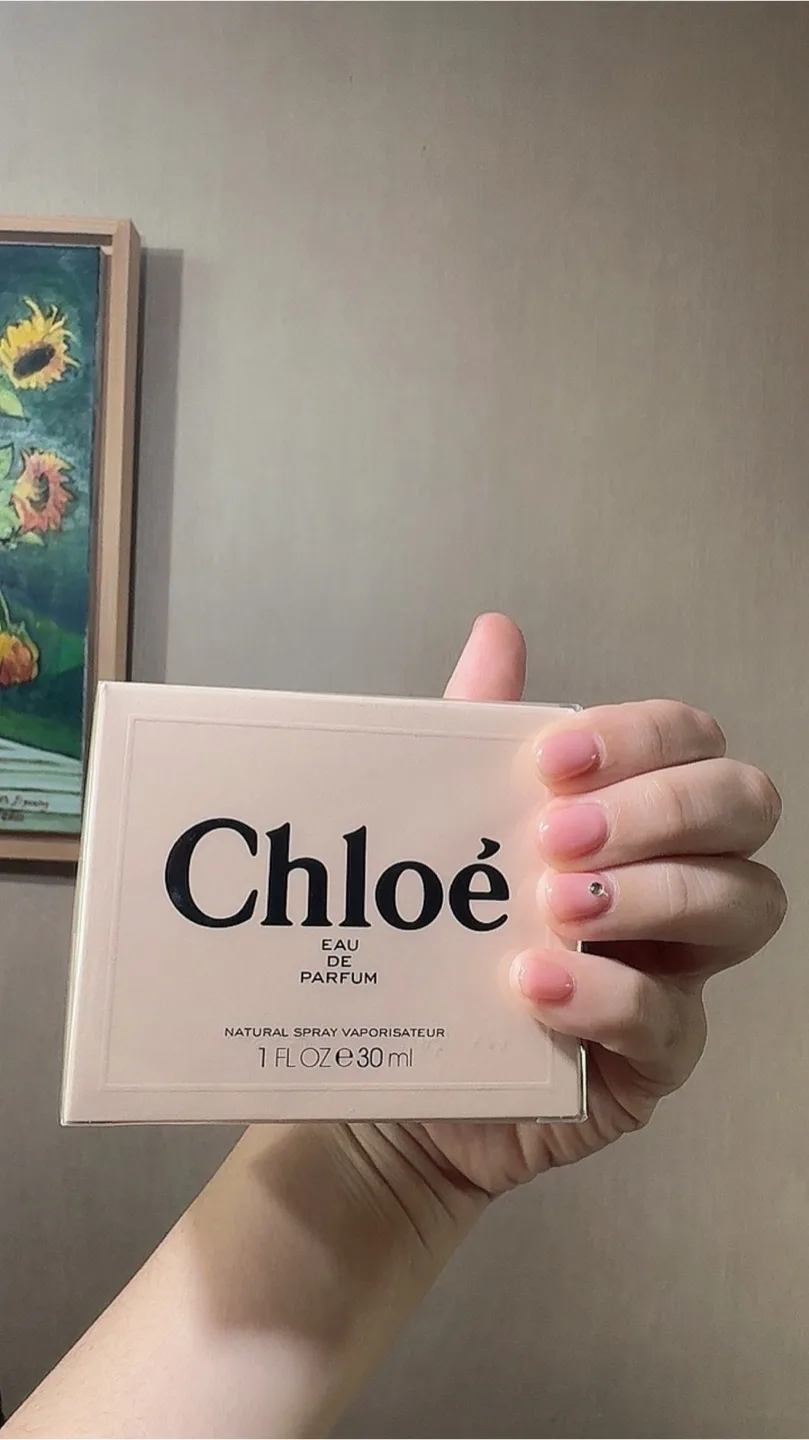 Chloé
EAU
DE
PARFUM
NATURAL SPRAY VAPORISATEUR
1 FL OZ e 30 ml